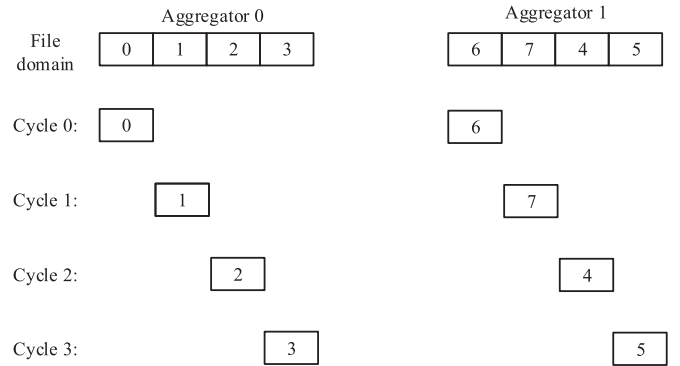 Aggregator 0 Aggregator 1
File domain 0 1 2 3 6 7 4 5
Cycle 0: 0 6
Cycle 1: 1 7
Cycle 2: 2 4
Cycle 3: 3 5